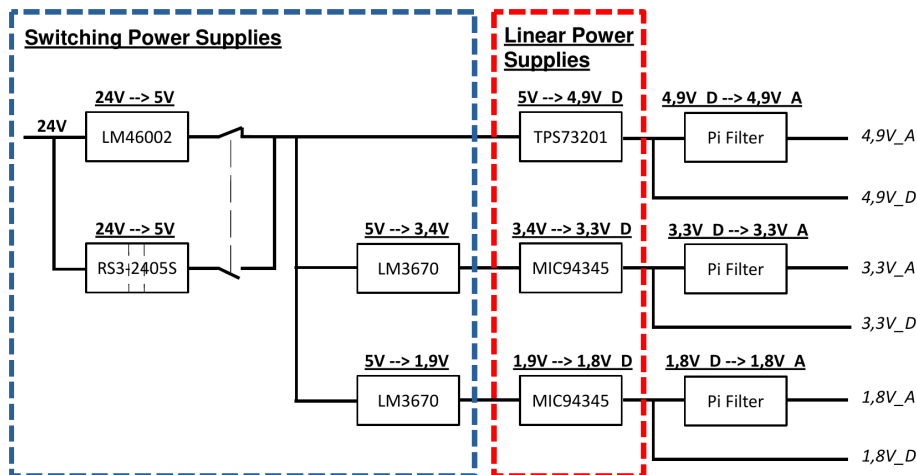 Switching Power Supplies
Linear Power
Supplies
24V --> 5V
5V --> 4,9V_D
4,9V_D --> 4,9V_A
24V
LM46002
TPS73201
Pi Filter
4,9V_A
4,9V_D
24V --> 5V
5V --> 3,4V
3,4V --> 3,3V_D
3,3V_D --> 3,3V_A
RS3-2405S
LM3670
MIC94345
Pi Filter
3,3V_A
3,3V_D
5V --> 1,9V
1,9V --> 1,8V_D
1,8V_D --> 1,8V_A
LM3670
MIC94345
Pi Filter
1,8V_A
1,8V_D